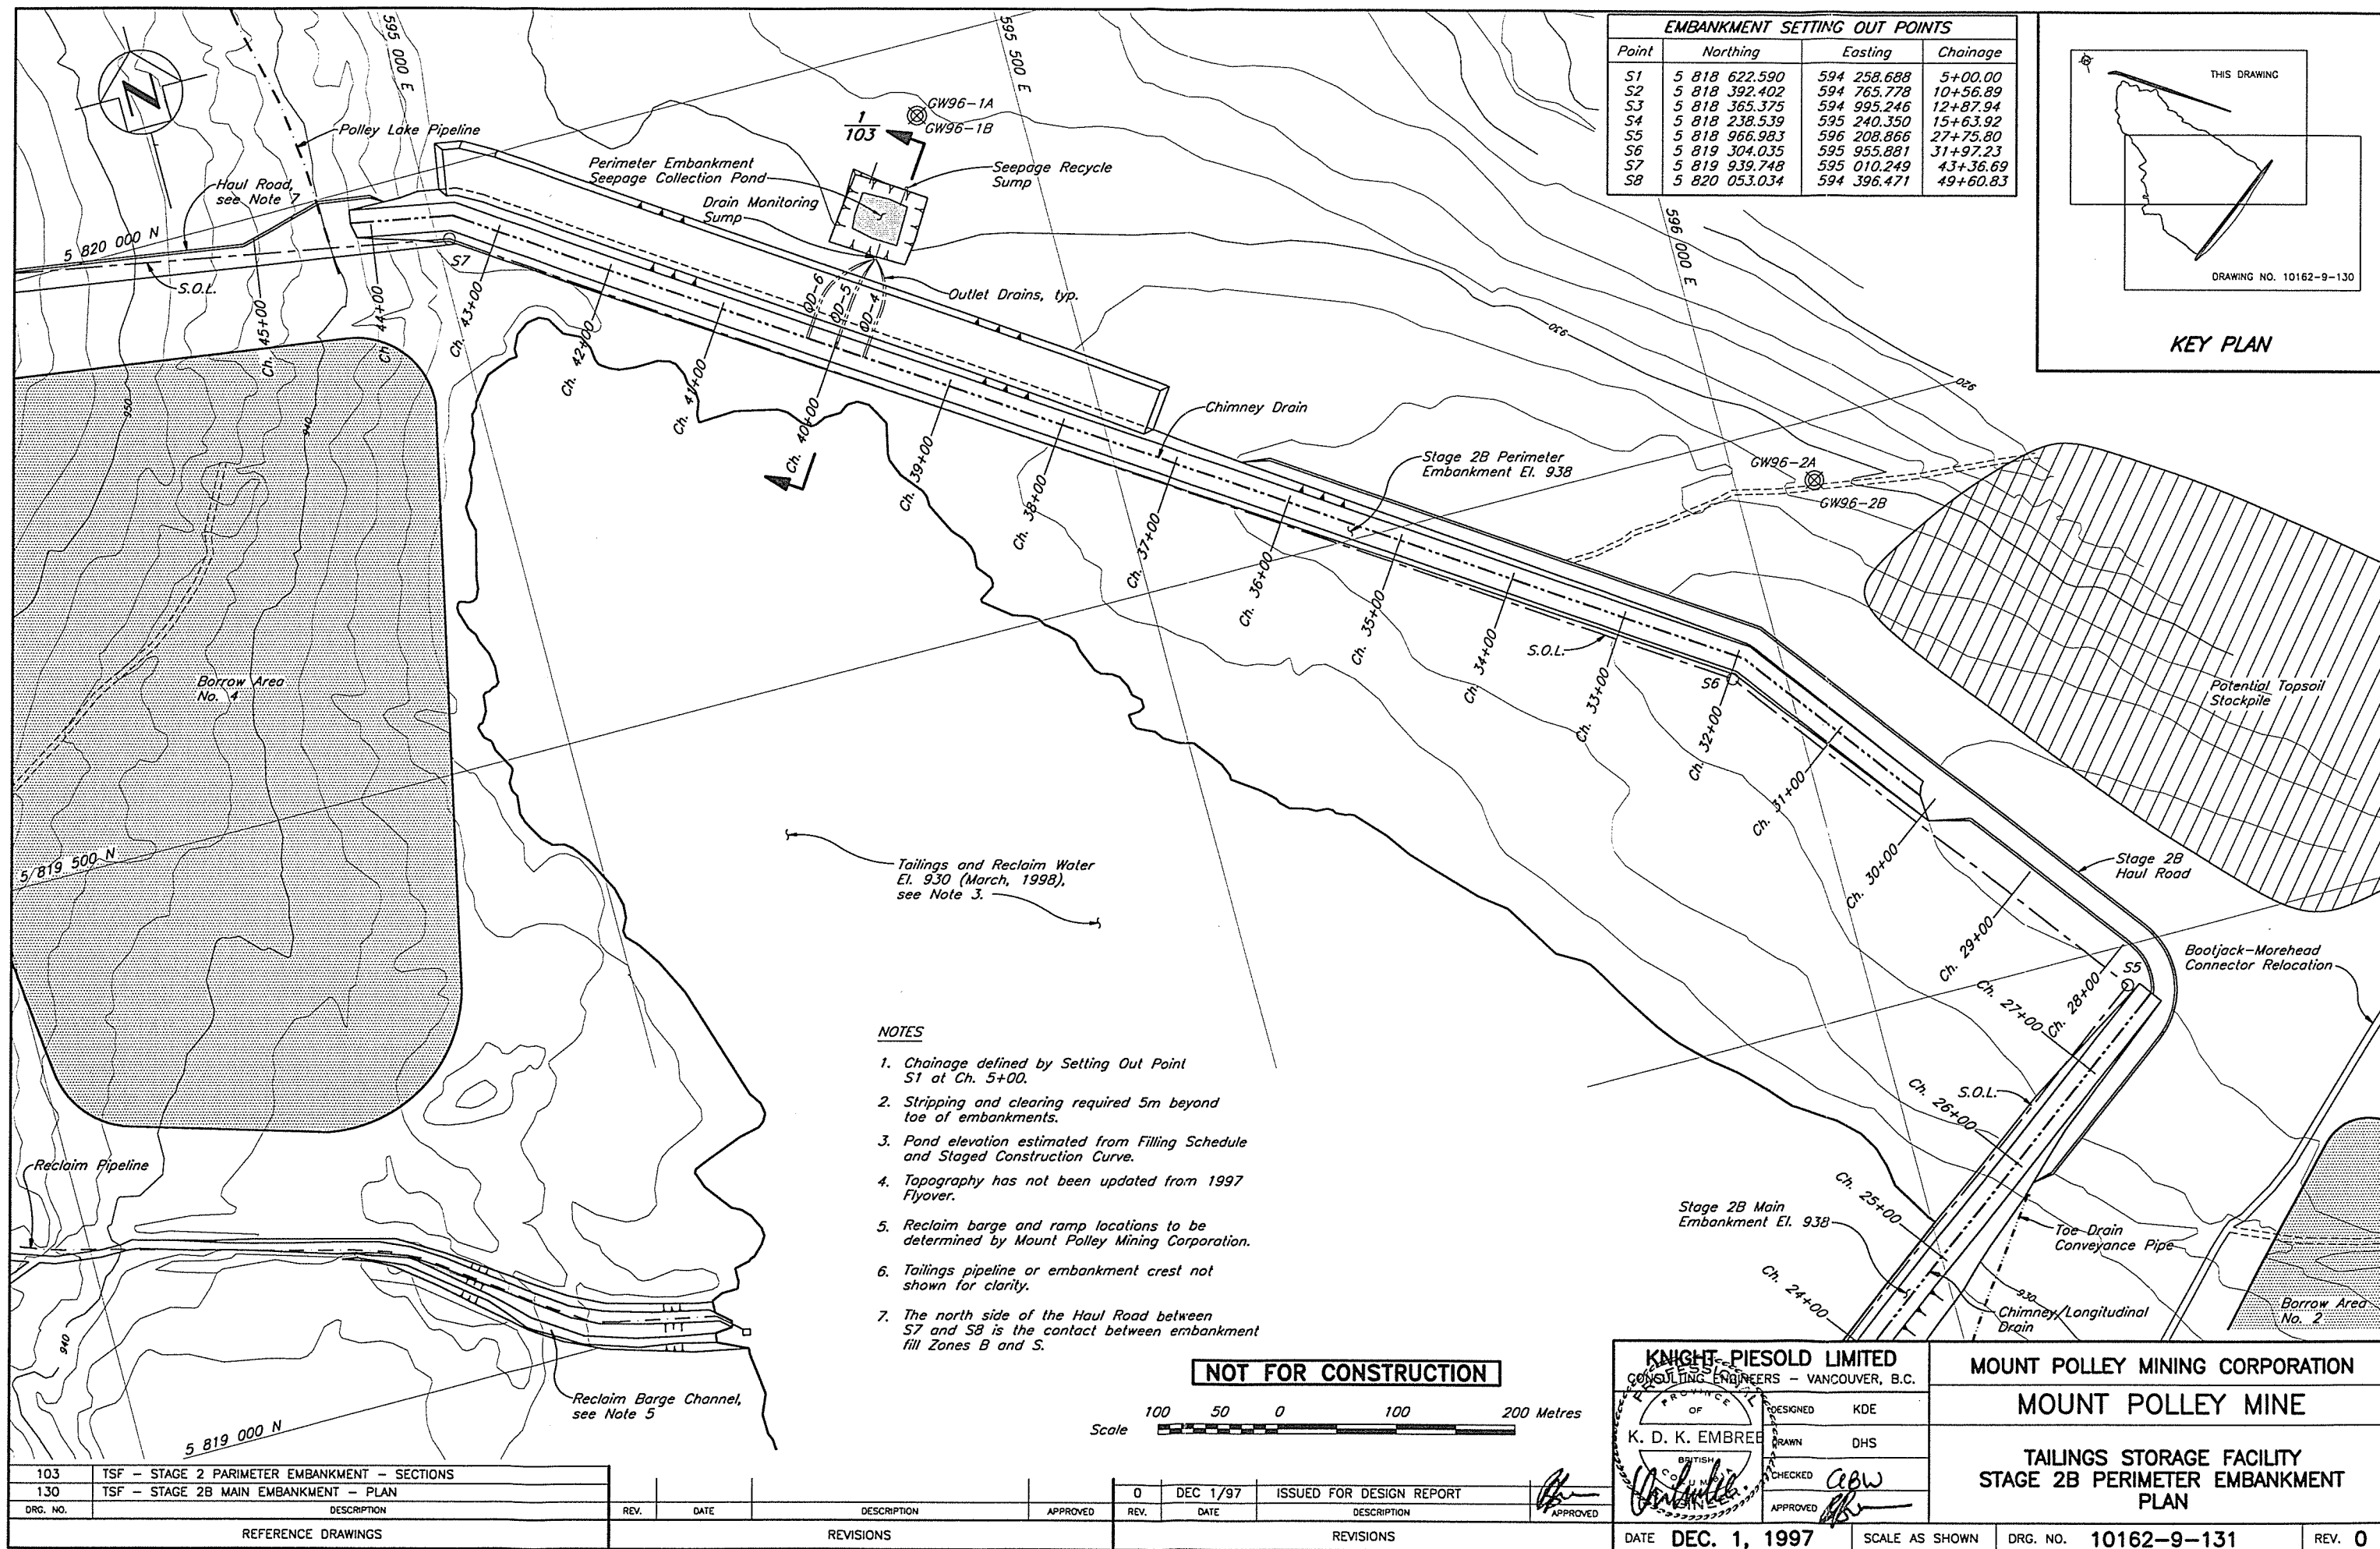 EMBANKMENT SETTING OUT POINTS
Point Northing Easting Chainage
S1 5 818 622.590 594 258.688 5+00.00
S2 5 818 392.402 594 765.778 10+56.89
S3 5 818 365.375 594 995.246 12+87.94
S4 5 818 238.539 595 240.350 15+63.92
S5 5 818 966.983 596 208.866 27+75.80
S6 5 819 304.035 595 955.881 31+97.23
S7 5 819 939.748 595 010.249 43+36.69
S8 5 820 053.034 594 396.471 49+60.83
THIS DRAWING
DRAWING NO. 10162-9-130
KEY PLAN
N
595 000 E
595 500 E
596 000 E
Polley Lake Pipeline
Haul Road,
see Note 7
5 820 000 N
S.O.L.
S7
1
103
GW96-1A
GW96-1B
Perimeter Embankment
Seepage Collection Pond
Seepage Recycle
Sump
Drain Monitoring
Sump
Outlet Drains, typ.
OD-6
OD-5
OD-4
930
920
Ch. 45+00
Ch. 44+00
Ch. 43+00
Ch. 42+00
Ch. 41+00
Ch. 40+00
Ch. 39+00
Ch. 38+00
Ch. 37+00
Ch. 36+00
Ch. 35+00
Ch. 34+00
Ch. 33+00
Ch. 32+00
Ch. 31+00
Ch. 30+00
Ch. 29+00
Ch. 28+00
Ch. 27+00
Ch. 26+00
Ch. 25+00
Ch. 24+00
Chimney Drain
Stage 2B Perimeter
Embankment El. 938
GW96-2A
GW96-2B
950
940
S.O.L.
S6
Borrow Area
No. 4
Potential Topsoil
Stockpile
5 819 500 N
Tailings and Reclaim Water
El. 930 (March, 1998),
see Note 3.
Stage 2B
Haul Road
Bootjack-Morehead
Connector Relocation
S5
S.O.L.
Reclaim Pipeline
Stage 2B Main
Embankment El. 938
Toe Drain
Conveyance Pipe
930
Chimney/Longitudinal
Drain
Borrow Area
No. 2
940
Reclaim Barge Channel,
see Note 5
5 819 000 N
NOTES
1. Chainage defined by Setting Out Point
S1 at Ch. 5+00.
2. Stripping and clearing required 5m beyond
toe of embankments.
3. Pond elevation estimated from Filling Schedule
and Staged Construction Curve.
4. Topography has not been updated from 1997
Flyover.
5. Reclaim barge and ramp locations to be
determined by Mount Polley Mining Corporation.
6. Tailings pipeline or embankment crest not
shown for clarity.
7. The north side of the Haul Road between
S7 and S8 is the contact between embankment
fill Zones B and S.
NOT FOR CONSTRUCTION
Scale 100 50 0 100 200 Metres
103 TSF - STAGE 2 PARIMETER EMBANKMENT - SECTIONS
130 TSF - STAGE 2B MAIN EMBANKMENT - PLAN
DRG. NO. DESCRIPTION
REFERENCE DRAWINGS
REV. DATE DESCRIPTION APPROVED
REVISIONS
0 DEC 1/97 ISSUED FOR DESIGN REPORT
REV. DATE DESCRIPTION APPROVED
REVISIONS
KNIGHT PIESOLD LIMITED
CONSULTING ENGINEERS - VANCOUVER, B.C.
PROFESSIONAL
PROVINCE
OF
K. D. K. EMBREE
BRITISH
COLUMBIA
ENGINEER
DESIGNED KDE
DRAWN DHS
CHECKED
APPROVED
MOUNT POLLEY MINING CORPORATION
MOUNT POLLEY MINE
TAILINGS STORAGE FACILITY
STAGE 2B PERIMETER EMBANKMENT
PLAN
DATE DEC. 1, 1997 SCALE AS SHOWN DRG. NO. 10162-9-131 REV. 0